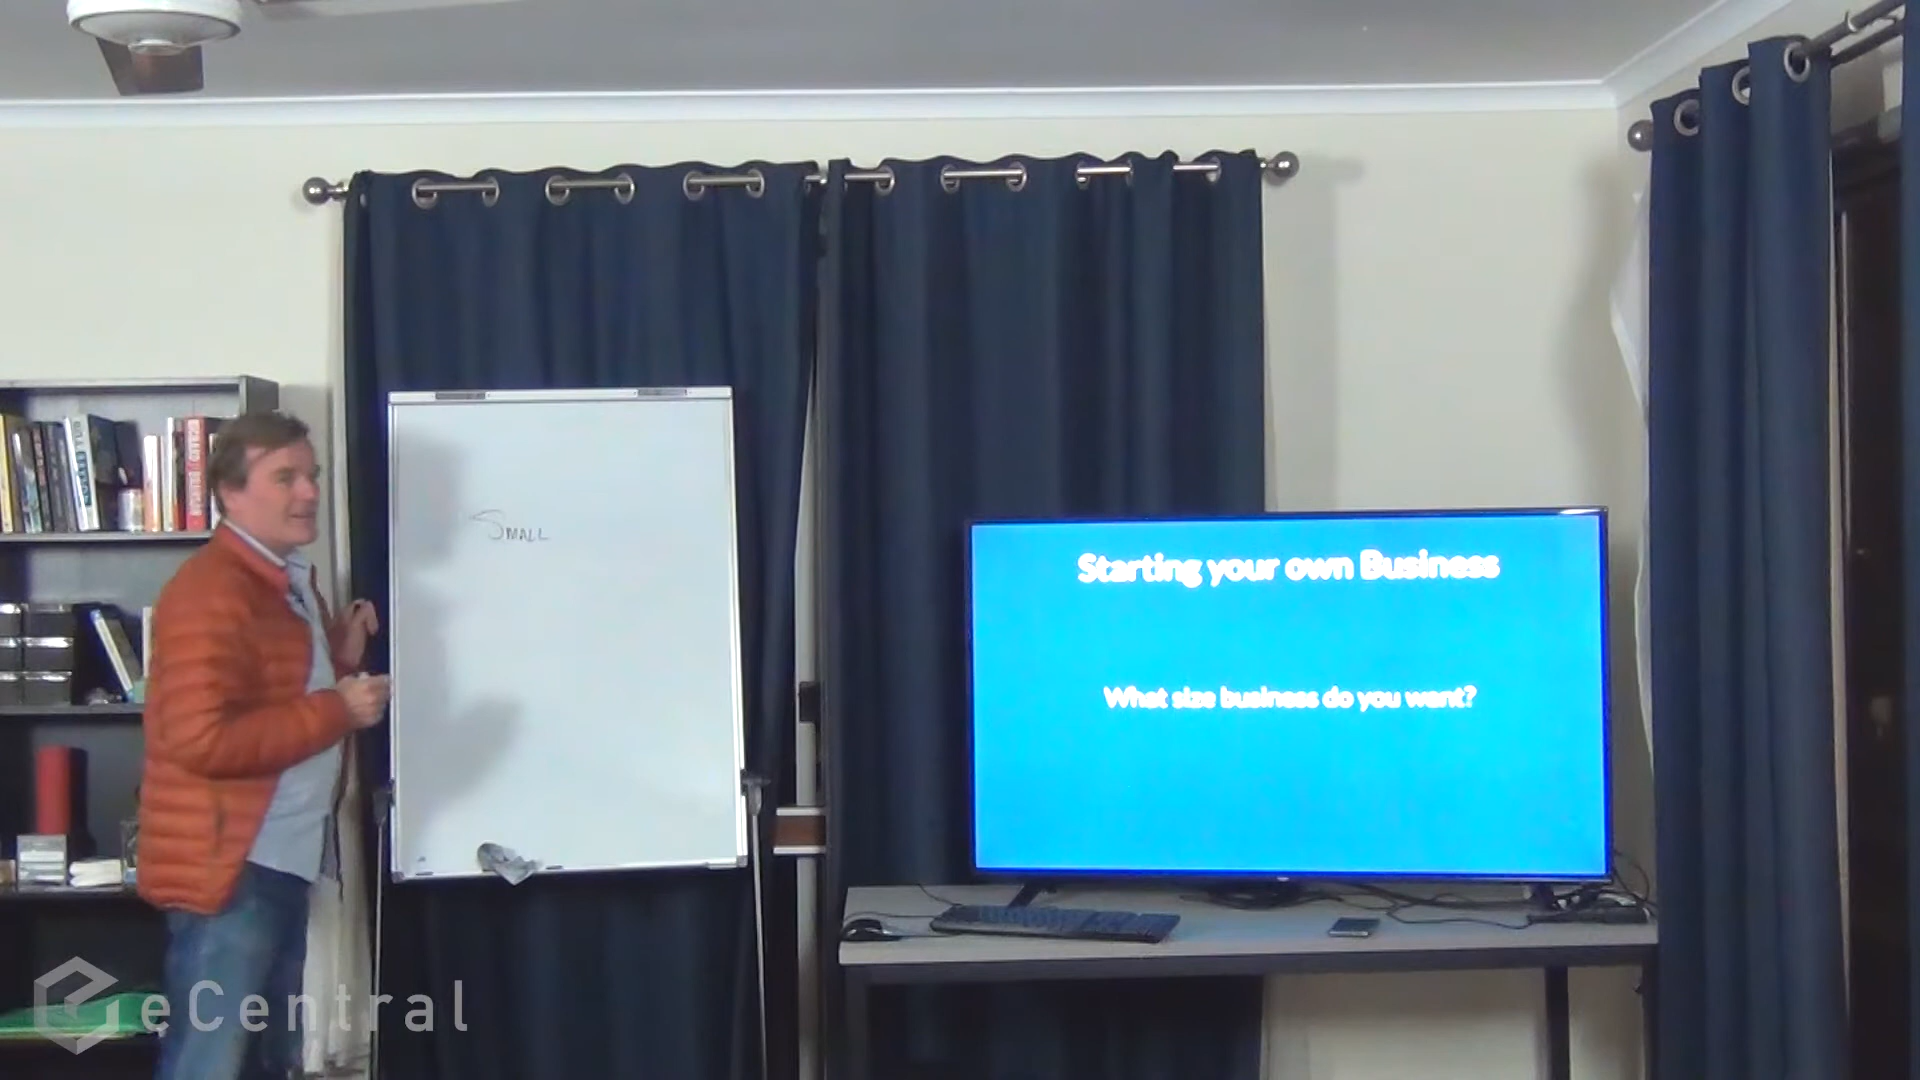 Small
Starting your own Business
What size business do you want?
eCentral